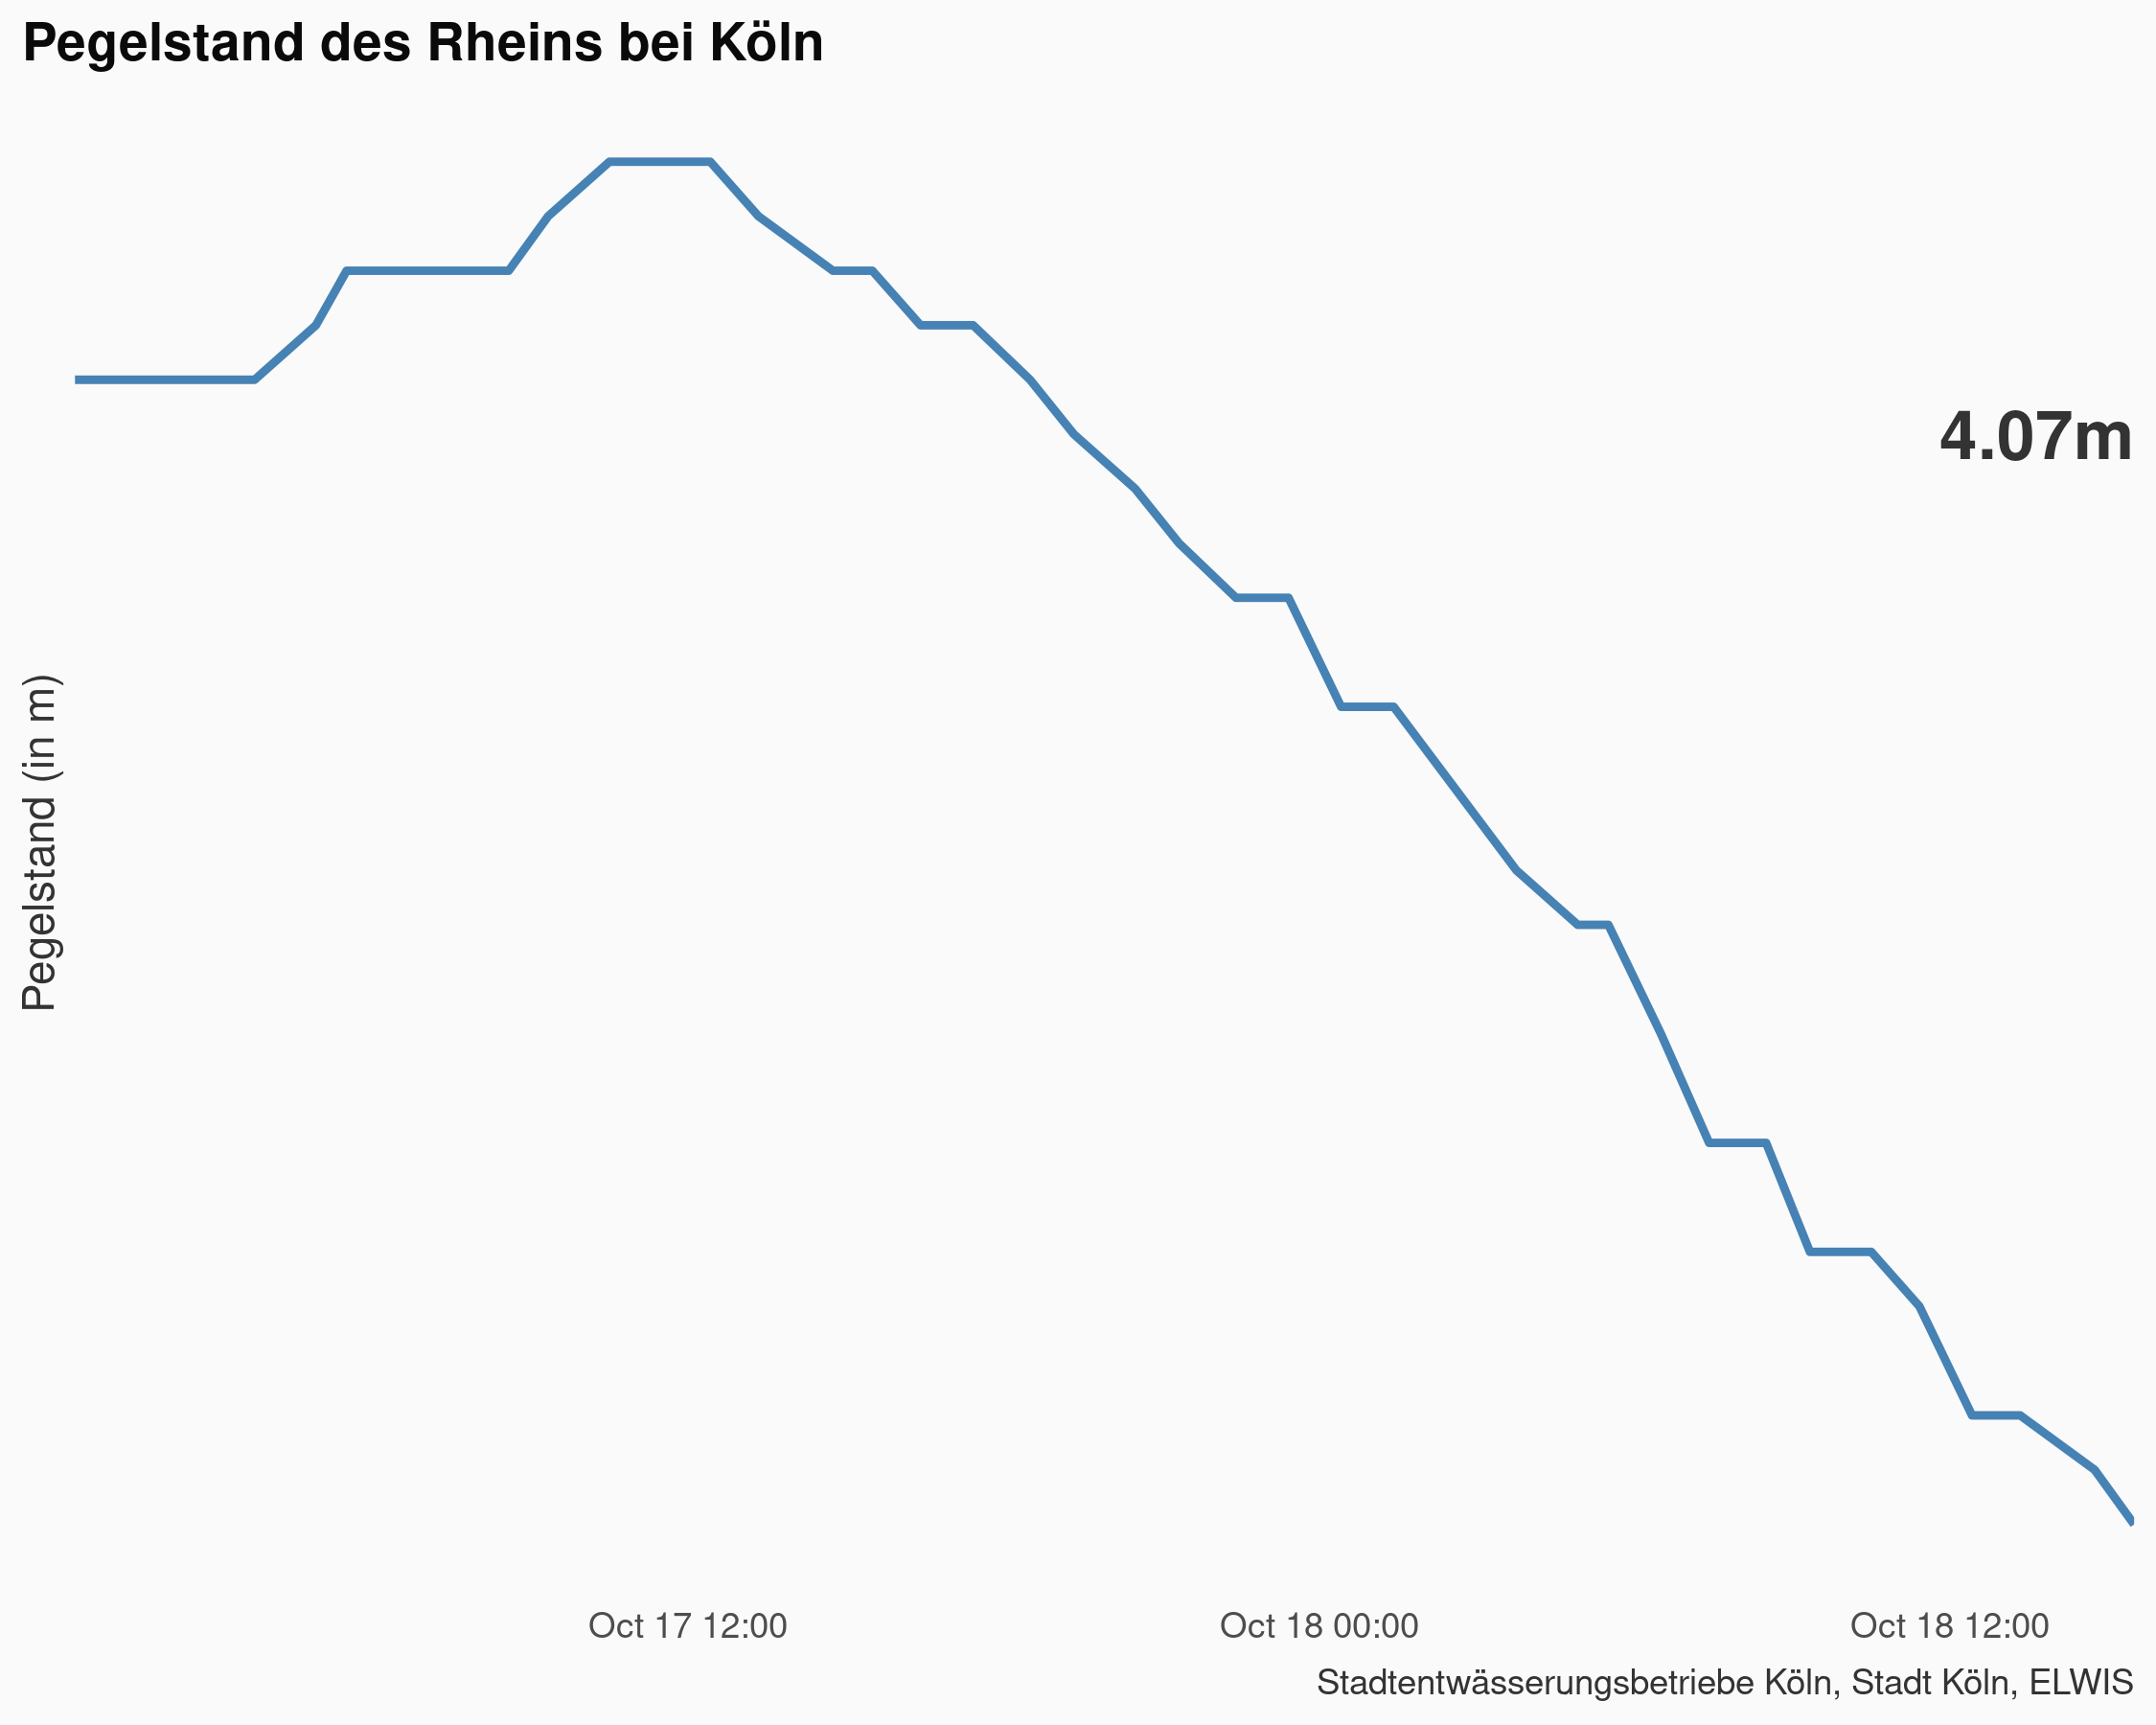 Pegelstand des Rheins bei Köln
4.07m
Pegelstand (in m)
Oct 17 12:00
Oct 18 00:00
Oct 18 12:00
Stadtentwässerungsbetriebe Köln, Stadt Köln, ELWIS